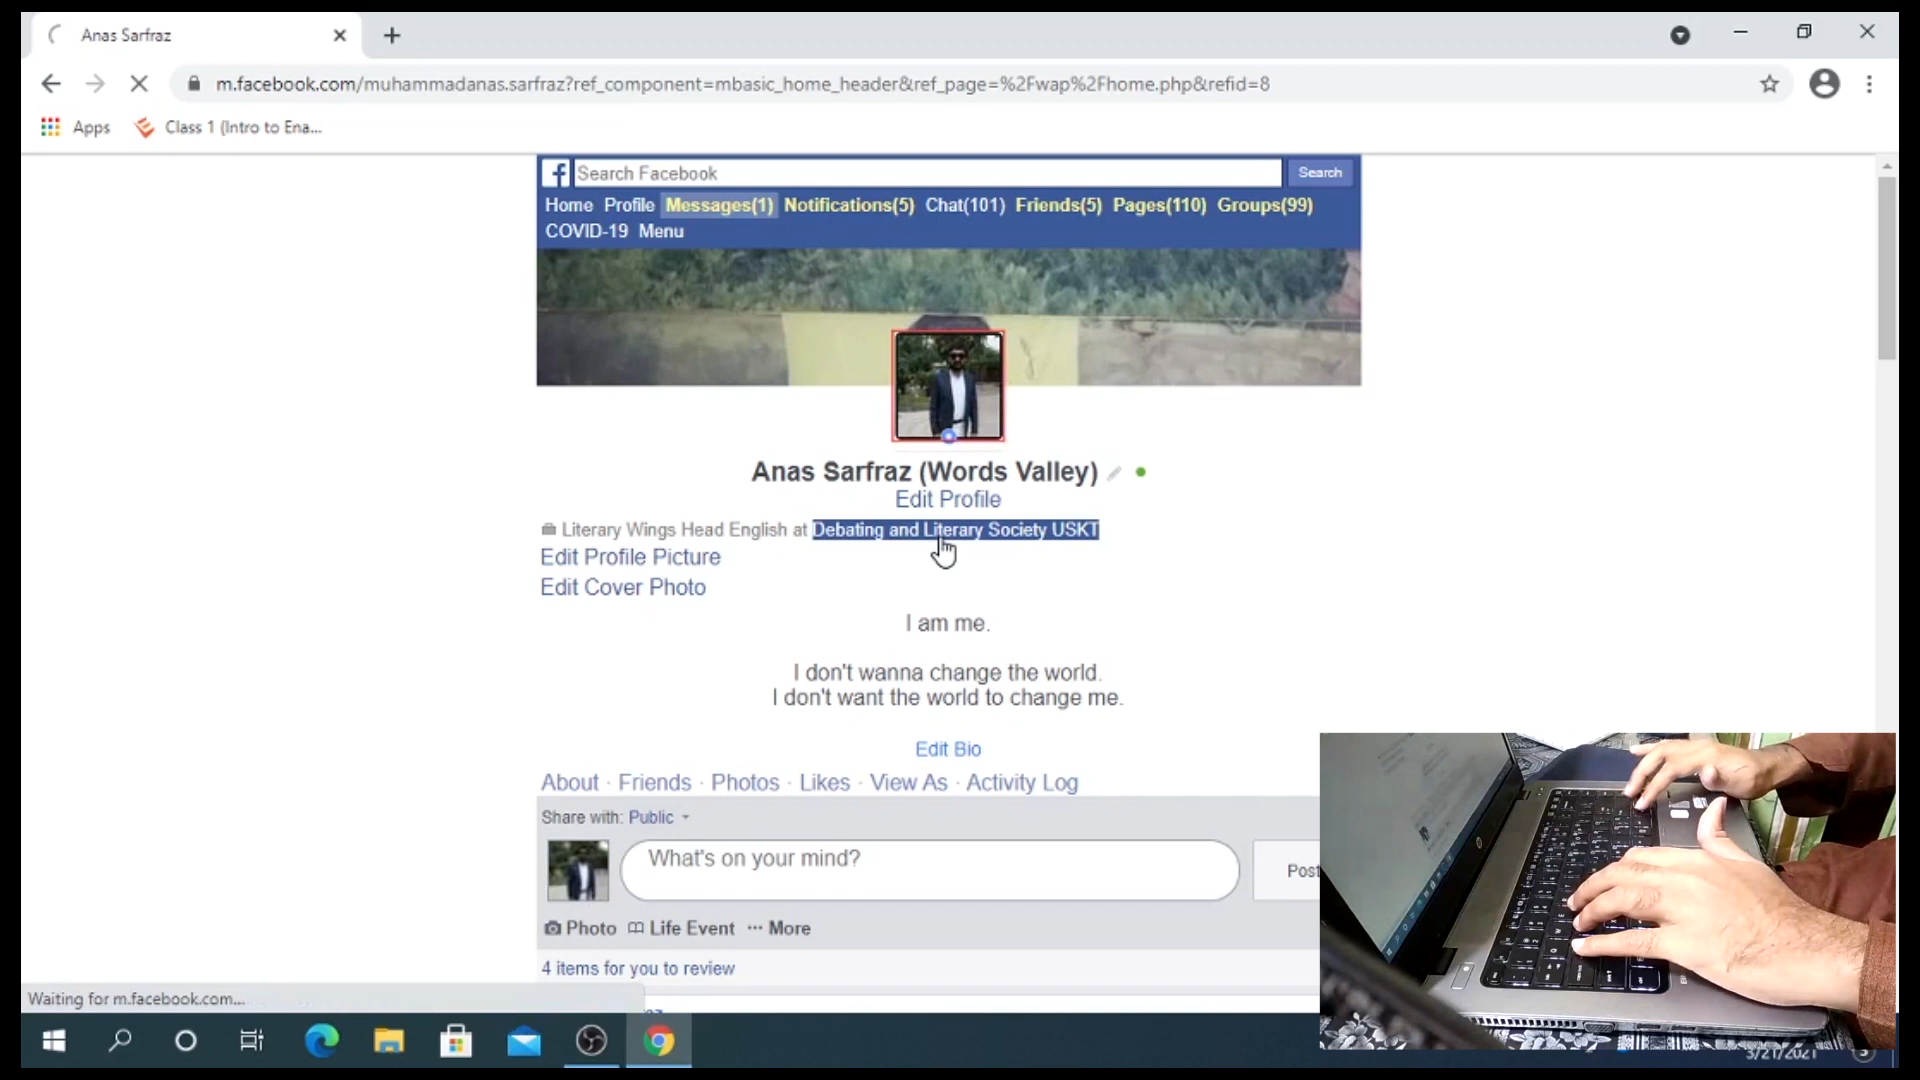 Anas Sarfraz
m.facebook.com/muhammadanas.sarfraz?ref_component=mbasic_home_header&ref_page=%2Fwap%2Fhome.php&refid=8
Apps Class 1 (Intro to Ena...
Search Facebook Search
Home Profile Messages(1) Notifications(5) Chat(101) Friends(5) Pages(110) Groups(99)
COVID-19 Menu
Anas Sarfraz (Words Valley)
Edit Profile
Literary Wings Head English at Debating and Literary Society USKT
Edit Profile Picture
Edit Cover Photo
I am me.
I don't wanna change the world.
I don't want the world to change me.
Edit Bio
About · Friends · Photos · Likes · View As · Activity Log
Share with: Public
What's on your mind?
Post
Photo Life Event ··· More
4 items for you to review
Waiting for m.facebook.com...
3/21/2021